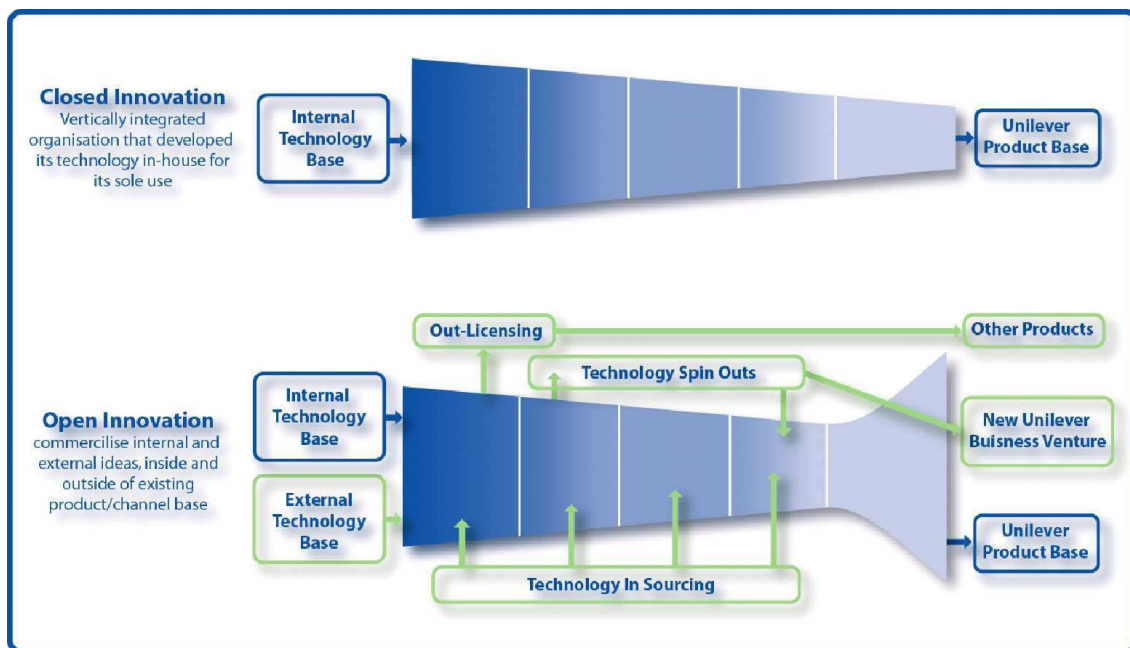 Closed Innovation
Vertically integrated
organisation that developed
its technology in-house for
its sole use
Internal
Technology
Base
Unilever
Product Base
Out-Licensing
Other Products
Technology Spin Outs
Internal
Technology
Base
New Unilever
Buisness Venture
Open Innovation
commercilise internal and
external ideas, inside and
outside of existing
product/channel base
External
Technology
Base
Unilever
Product Base
Technology In Sourcing